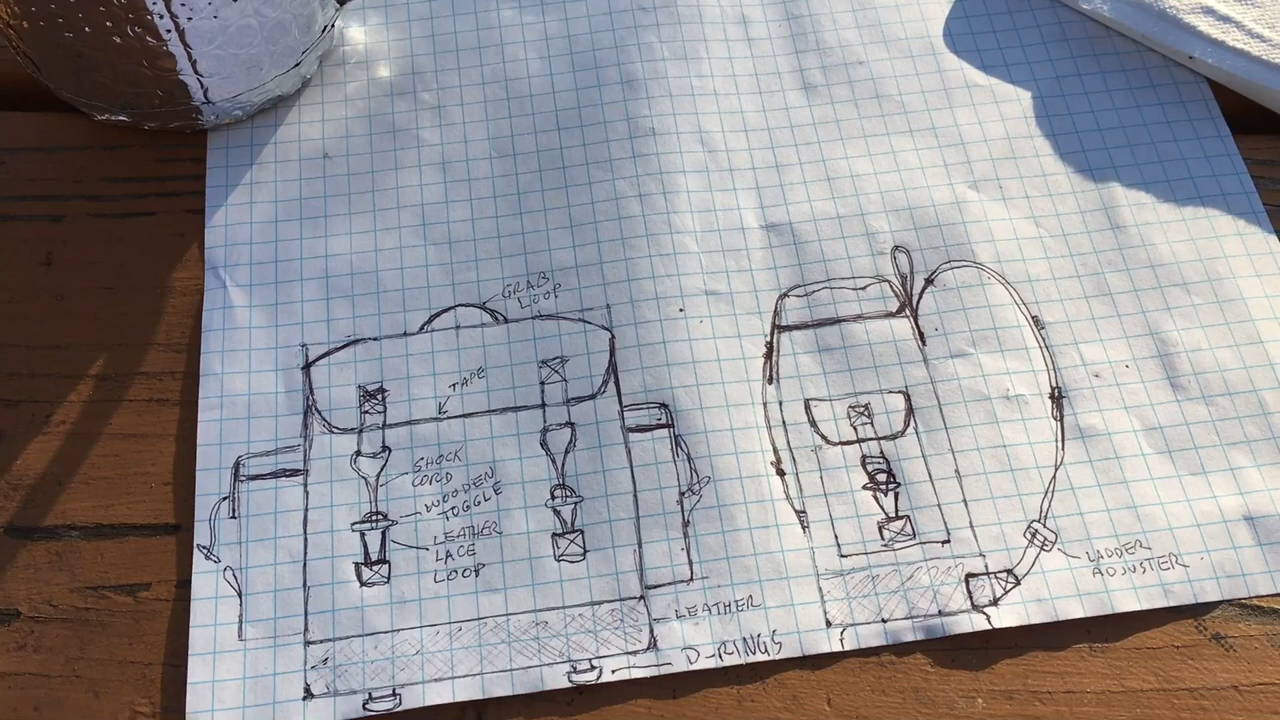 GRAB
LOOP
TAPE
SHOCK
CORD
WOODEN
TOGGLE
LEATHER
LACE
LOOP
LEATHER
D-RINGS
LADDER
ADJUSTER